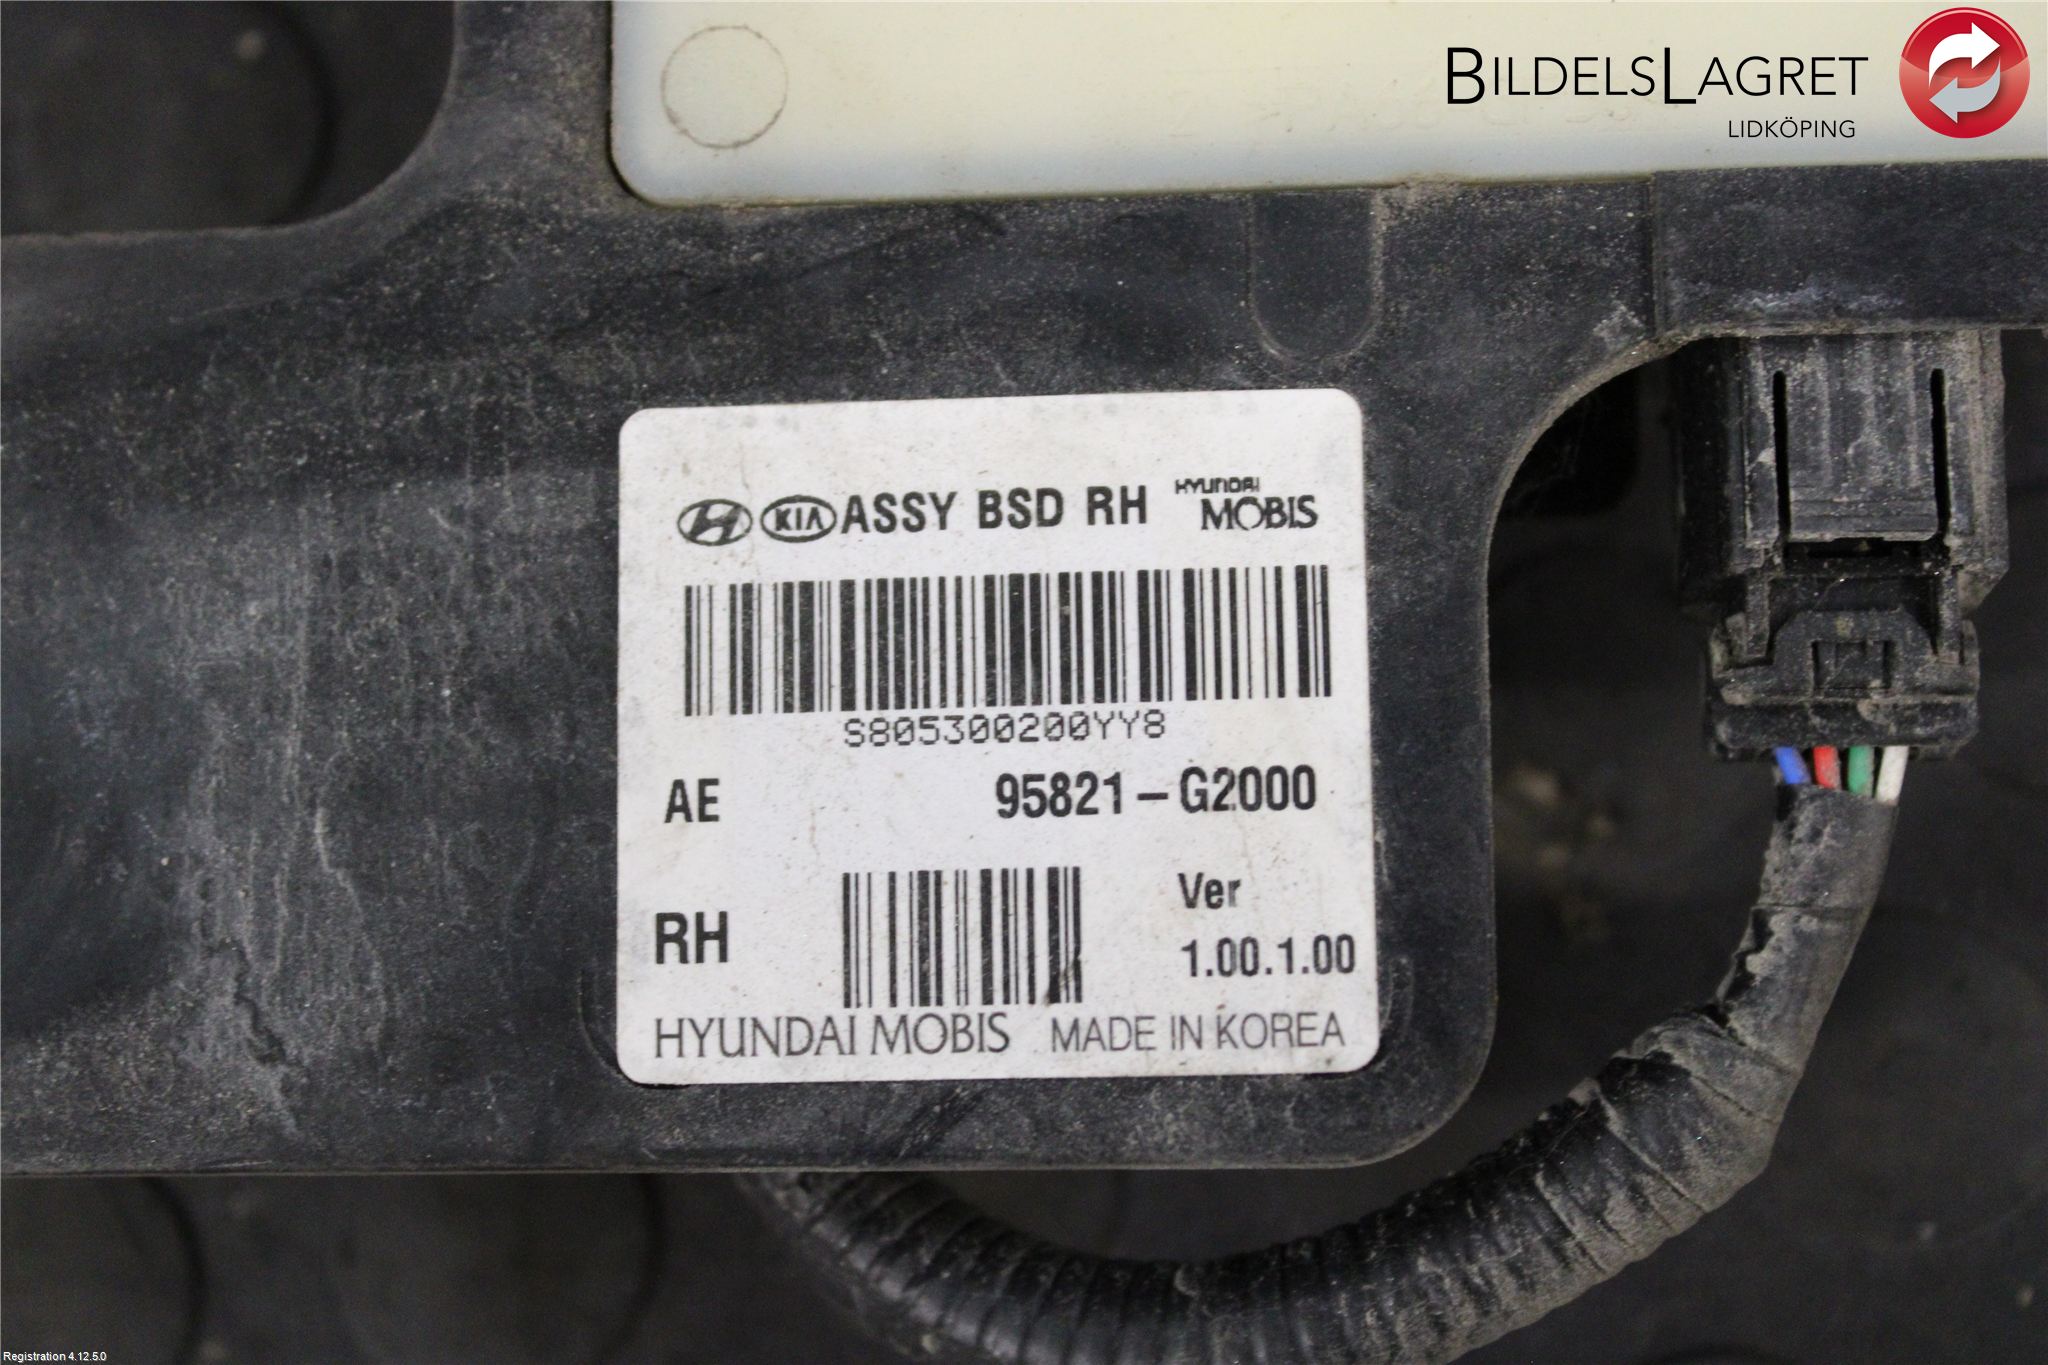 BILDELSLAGRET
LIDKÖPING
KIA ASSY BSD RH HYUNDAI MOBIS
S805300200YY8
AE 95821-G2000
RH Ver 1.00.1.00
HYUNDAI MOBIS MADE IN KOREA
Registration 4.12.5.0